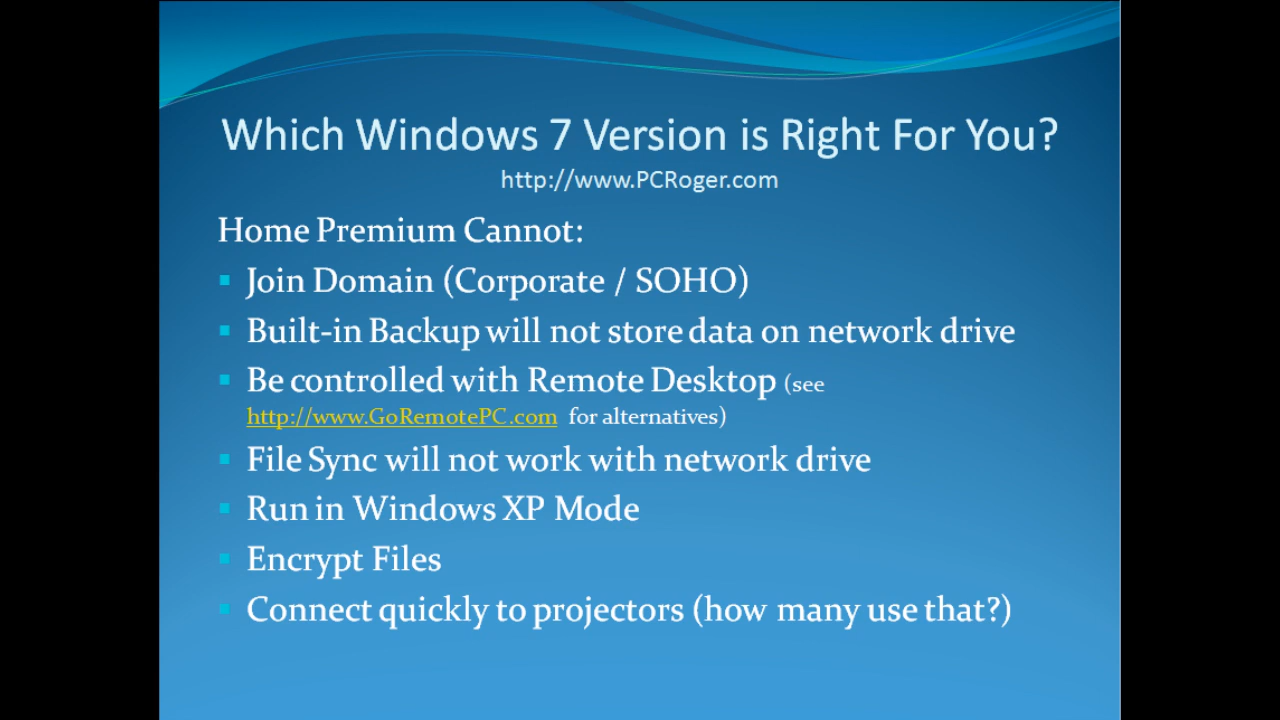 Which Windows 7 Version is Right For You?
http://www.PCRoger.com
Home Premium Cannot:
Join Domain (Corporate / SOHO)
Built-in Backup will not store data on network drive
Be controlled with Remote Desktop (see
http://www.GoRemotePC.com for alternatives)
File Sync will not work with network drive
Run in Windows XP Mode
Encrypt Files
Connect quickly to projectors (how many use that?)